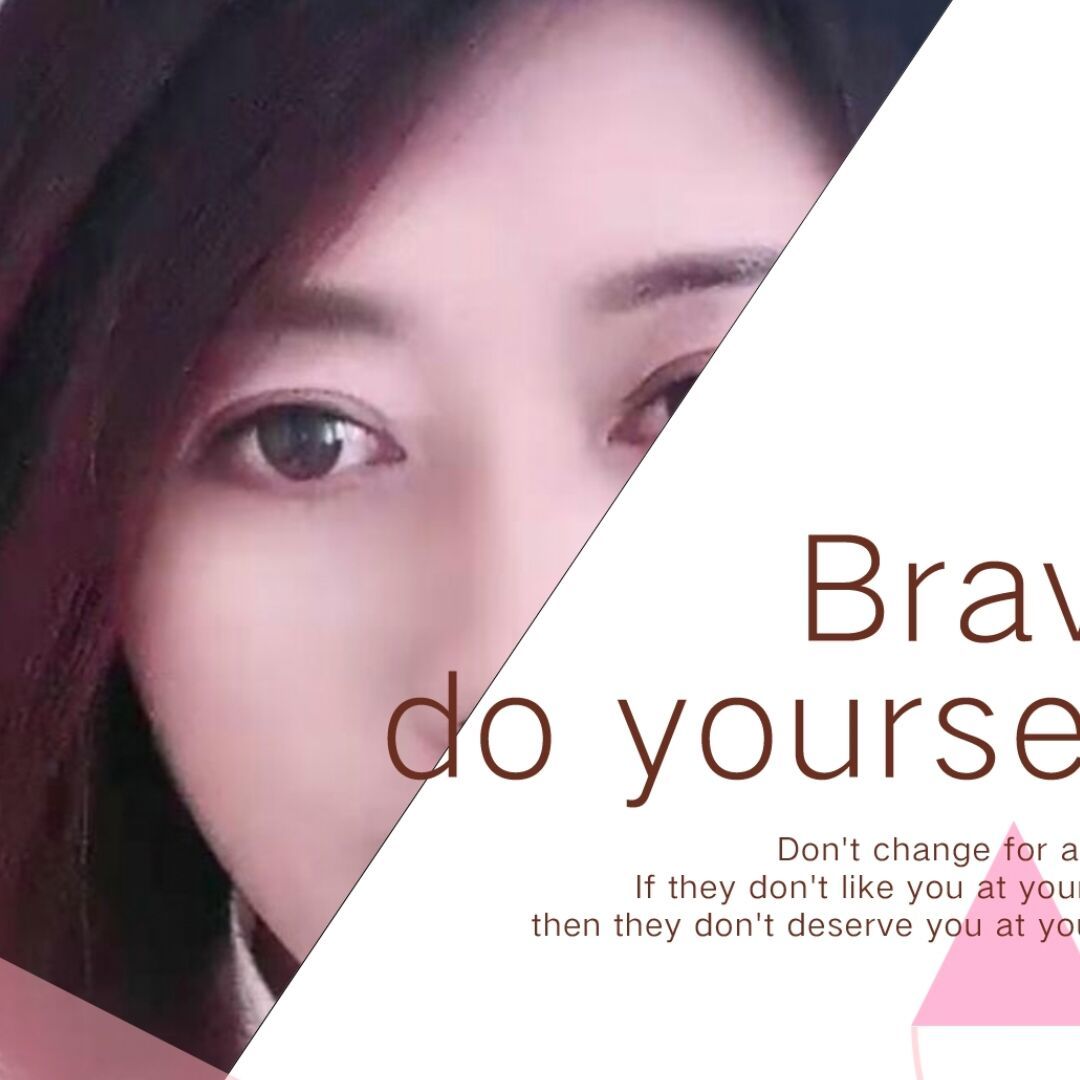 Brav
do yourse
Don't change for a
If they don't like you at your
then they don't deserve you at you